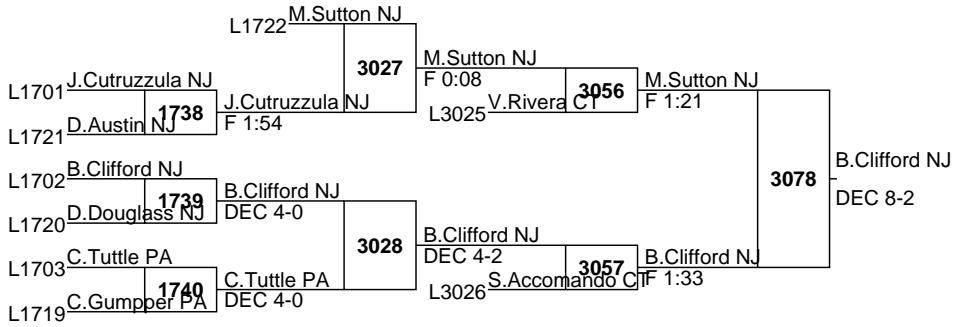 L1722 M.Sutton NJ
3027
M.Sutton NJ
F 0:08
L1701 J.Cutruzzula NJ
1738
J.Cutruzzula NJ
F 1:54
L1721 D.Austin NJ
L3025 V.Rivera CT
3056
M.Sutton NJ
F 1:21
L1702 B.Clifford NJ
1739
B.Clifford NJ
DEC 4-0
L1720 D.Douglass NJ
3028
B.Clifford NJ
DEC 4-2
L1703 C.Tuttle PA
1740
C.Tuttle PA
DEC 4-0
L1719 C.Gumpper PA
L3026 S.Accomando CT
3057
B.Clifford NJ
F 1:33
3078
B.Clifford NJ
DEC 8-2